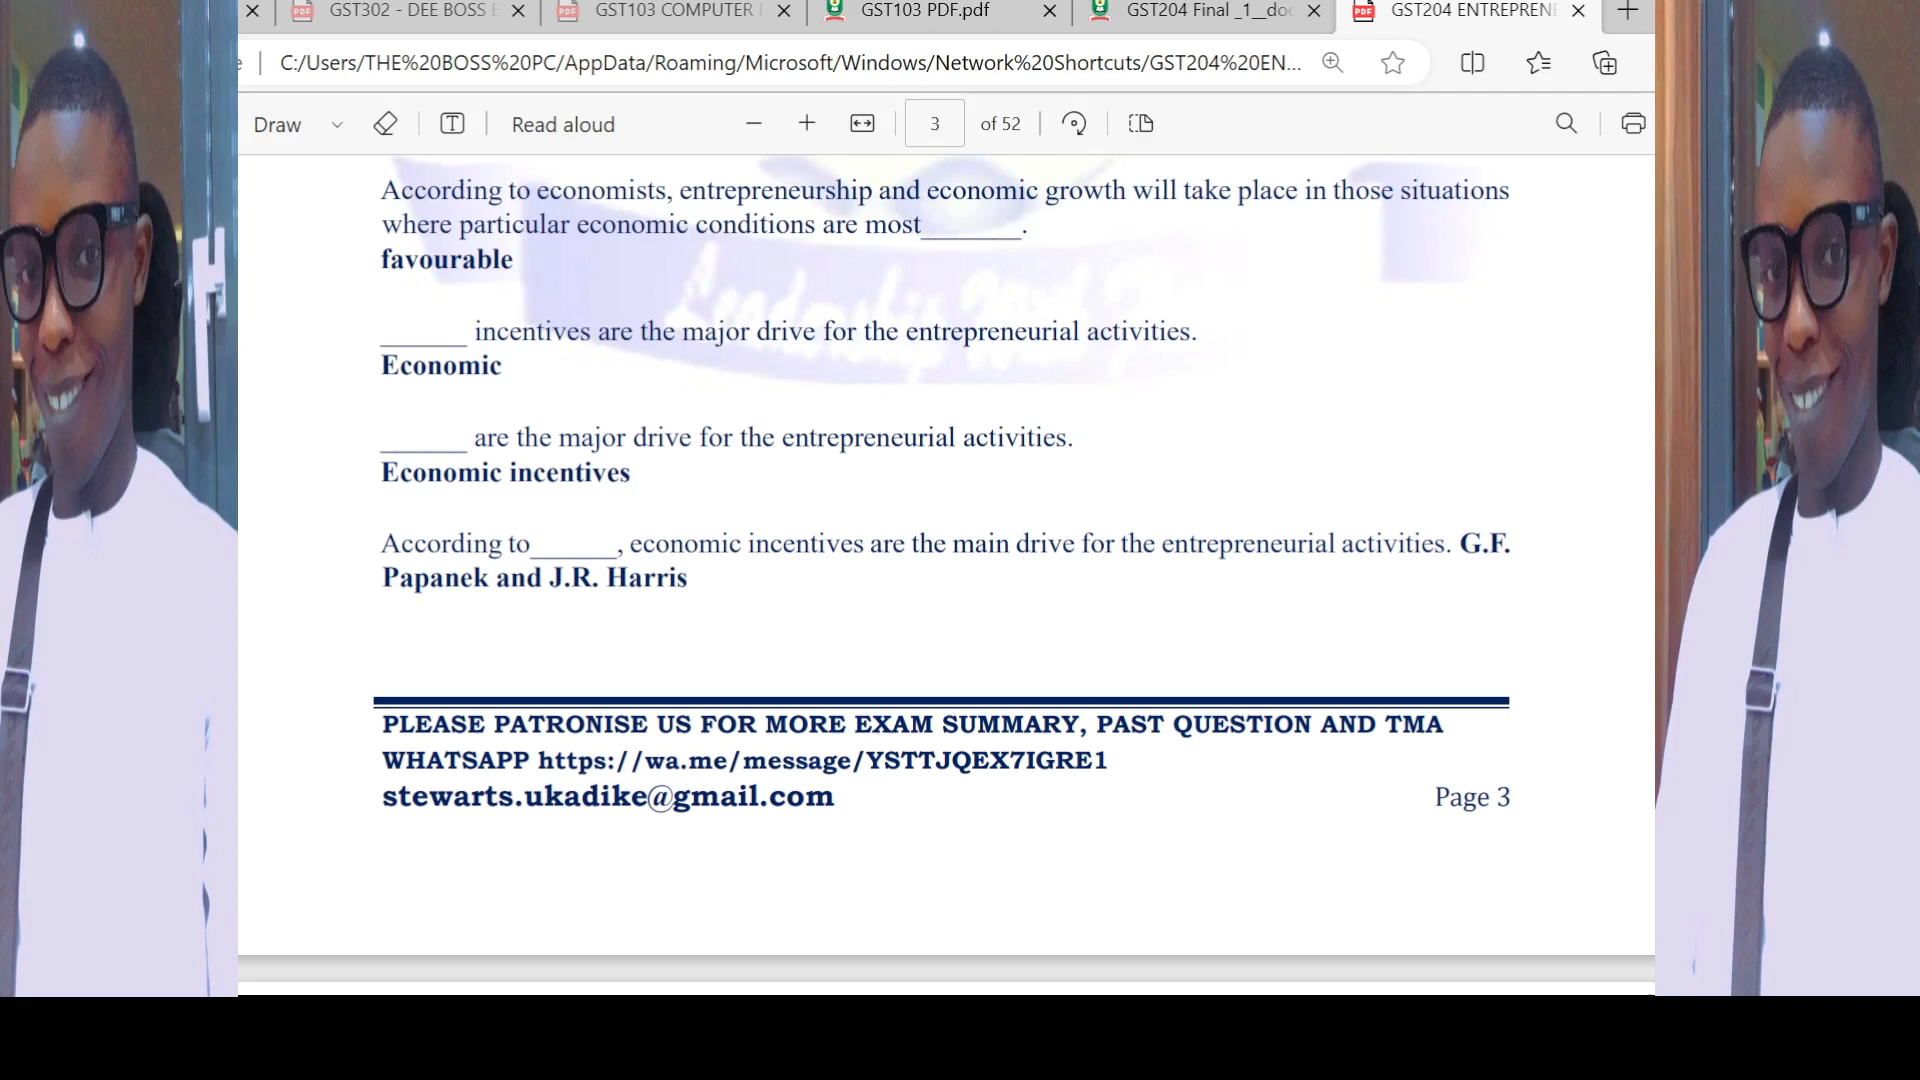 GST302 - DEE BOSS E
GST103 COMPUTER F
GST103 PDF.pdf
GST204 Final _1__doc
GST204 ENTREPRENE
C:/Users/THE%20BOSS%20PC/AppData/Roaming/Microsoft/Windows/Network%20Shortcuts/GST204%20EN...
Draw
Read aloud
3 of 52
According to economists, entrepreneurship and economic growth will take place in those situations
where particular economic conditions are most_______.
favourable
______ incentives are the major drive for the entrepreneurial activities.
Economic
______ are the major drive for the entrepreneurial activities.
Economic incentives
According to______, economic incentives are the main drive for the entrepreneurial activities. G.F.
Papanek and J.R. Harris
PLEASE PATRONISE US FOR MORE EXAM SUMMARY, PAST QUESTION AND TMA
WHATSAPP https://wa.me/message/YSTTJQEX7IGRE1
stewarts.ukadike@gmail.com
Page 3